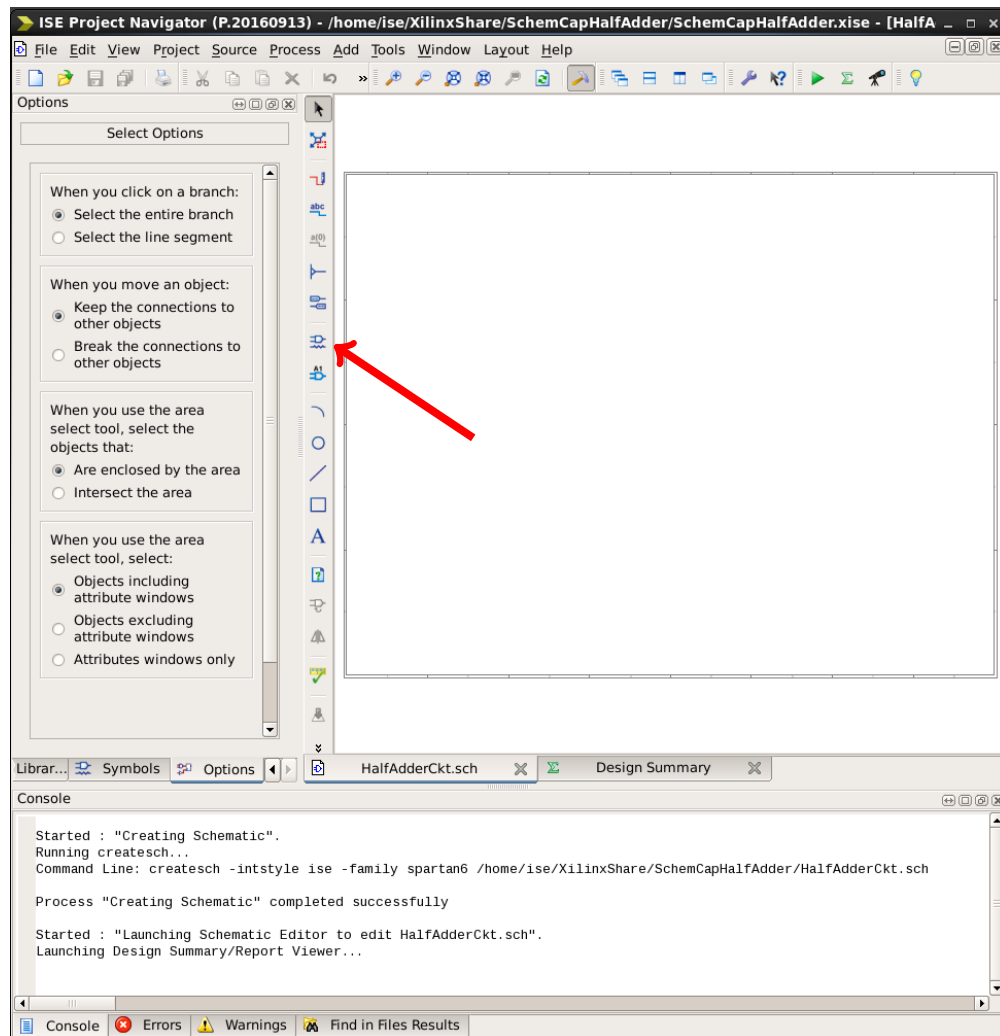 ISE Project Navigator (P.20160913) - /home/ise/XilinxShare/SchemCapHalfAdder/SchemCapHalfAdder.xise - [HalfA
File Edit View Project Source Process Add Tools Window Layout Help
Options
Select Options
When you click on a branch:
Select the entire branch
Select the line segment
When you move an object:
Keep the connections to
other objects
Break the connections to
other objects
When you use the area
select tool, select the
objects that:
Are enclosed by the area
Intersect the area
When you use the area
select tool, select:
Objects including
attribute windows
Objects excluding
attribute windows
Attributes windows only
abc
a(0)
A1
A
Librar... Symbols Options
HalfAdderCkt.sch Design Summary
Console
Started : "Creating Schematic".
Running createsch...
Command Line: createsch -intstyle ise -family spartan6 /home/ise/XilinxShare/SchemCapHalfAdder/HalfAdderCkt.sch
Process "Creating Schematic" completed successfully
Started : "Launching Schematic Editor to edit HalfAdderCkt.sch".
Launching Design Summary/Report Viewer...
Console Errors Warnings Find in Files Results